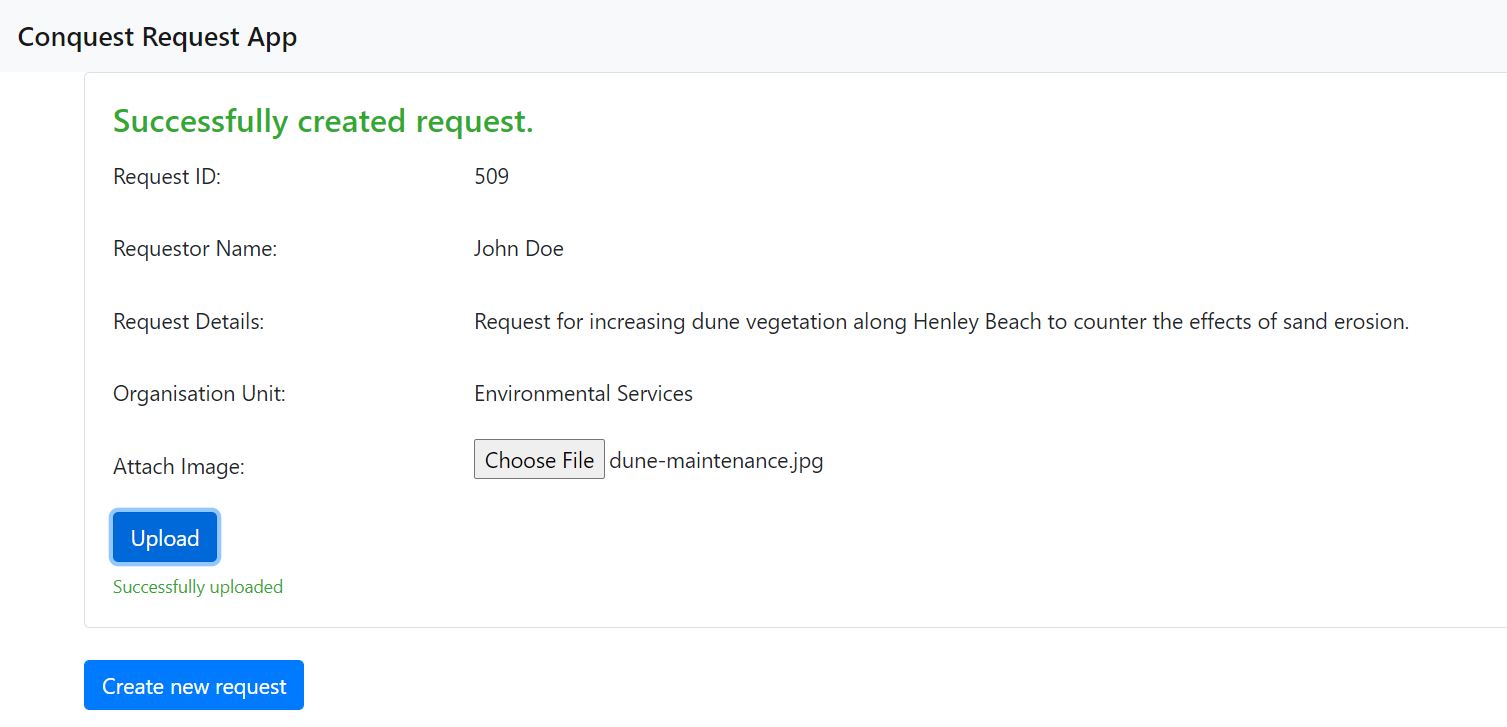 Conquest Request App
Successfully created request.
Request ID: 509
Requestor Name: John Doe
Request Details: Request for increasing dune vegetation along Henley Beach to counter the effects of sand erosion.
Organisation Unit: Environmental Services
Attach Image: Choose File dune-maintenance.jpg
Upload
Successfully uploaded
Create new request